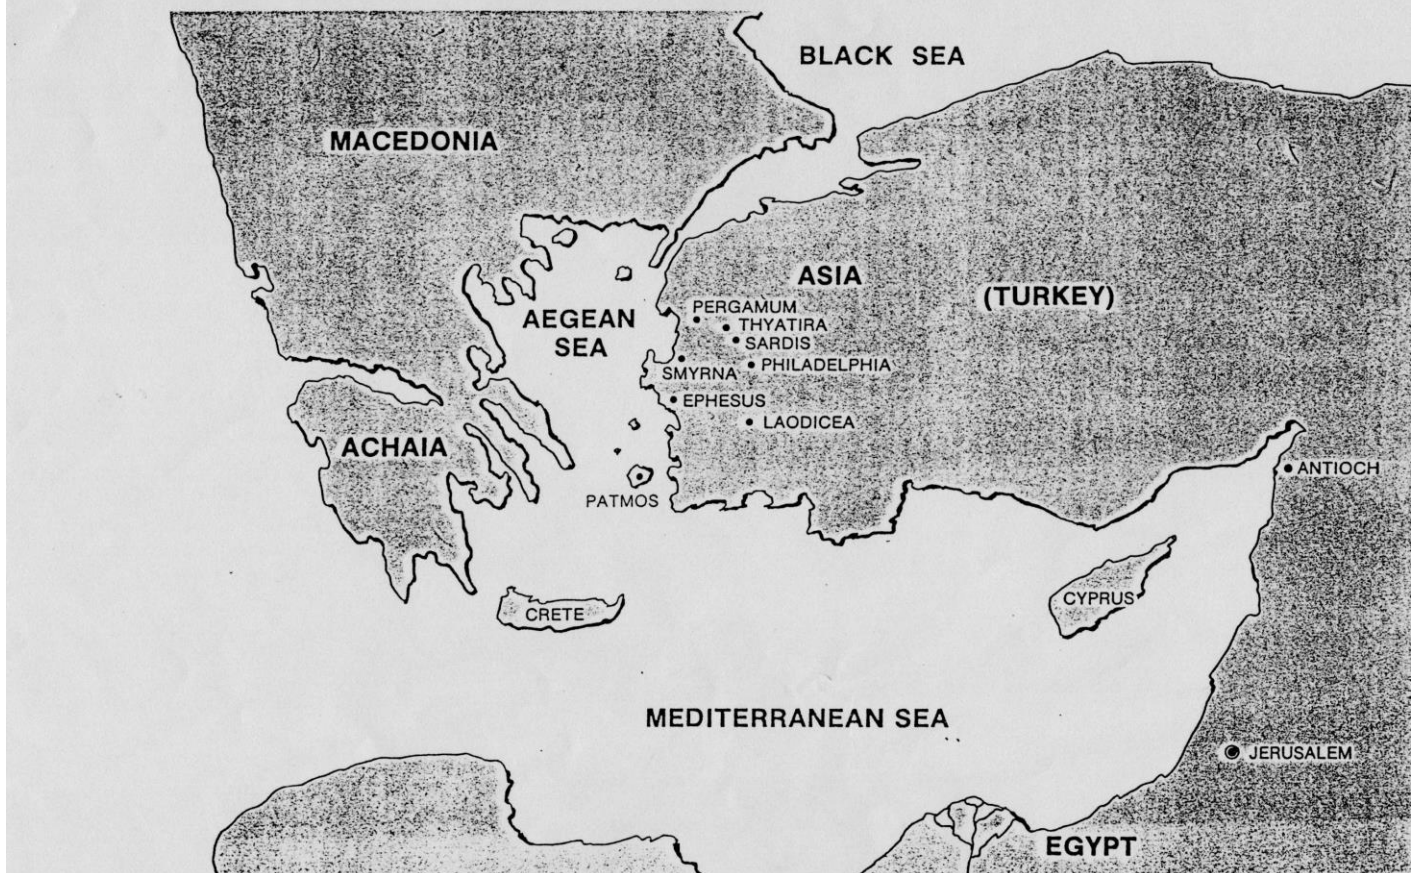 BLACK SEA
MACEDONIA
ASIA
(TURKEY)
PERGAMUM
THYATIRA
AEGEAN
SEA
SARDIS
SMYRNA
PHILADELPHIA
EPHESUS
LAODICEA
ACHAIA
ANTIOCH
PATMOS
CYPRUS
CRETE
MEDITERRANEAN SEA
JERUSALEM
EGYPT